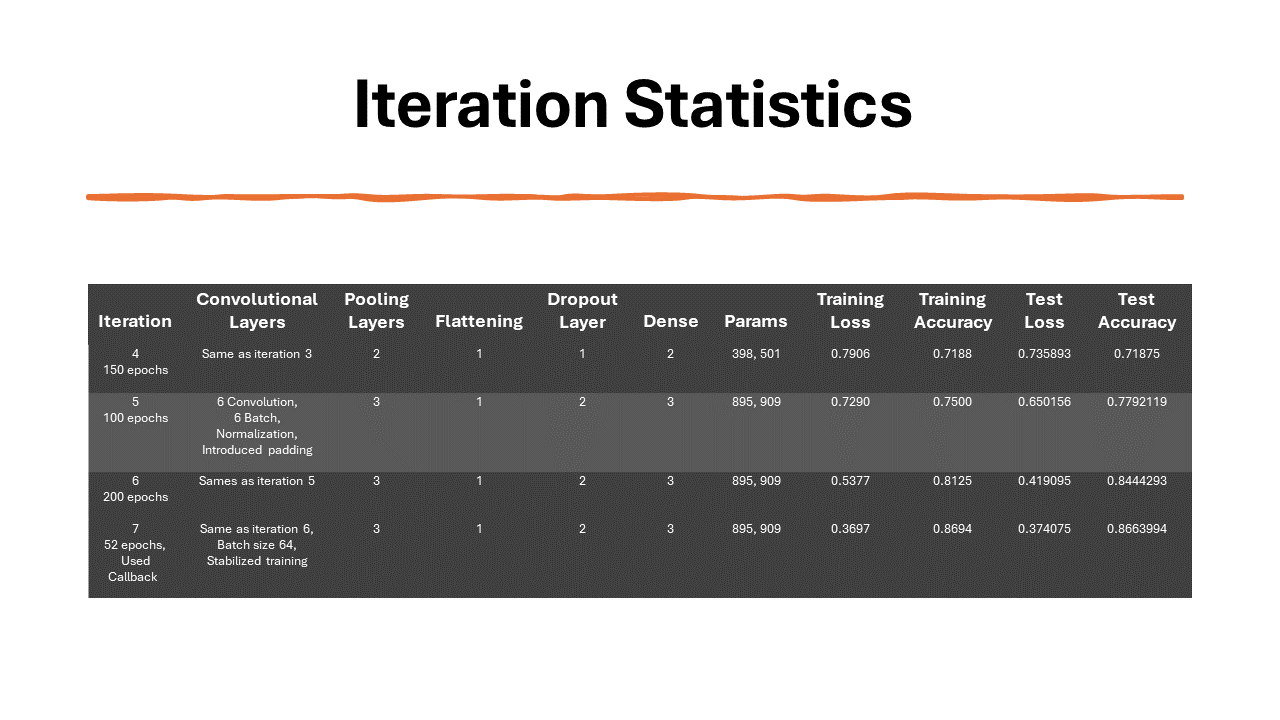 Iteration Statistics
Iteration Convolutional Layers Pooling Layers Flattening Dropout Layer Dense Params Training Loss Training Accuracy Test Loss Test Accuracy
4 150 epochs Same as iteration 3 2 1 1 2 398, 501 0.7906 0.7188 0.735893 0.71875
5 100 epochs 6 Convolution, 6 Batch, Normalization, Introduced padding 3 1 2 3 895, 909 0.7290 0.7500 0.650156 0.7792119
6 200 epochs Sames as iteration 5 3 1 2 3 895, 909 0.5377 0.8125 0.419095 0.8444293
7 52 epochs, Used Callback Same as iteration 6, Batch size 64, Stabilized training 3 1 2 3 895, 909 0.3697 0.8694 0.374075 0.8663994